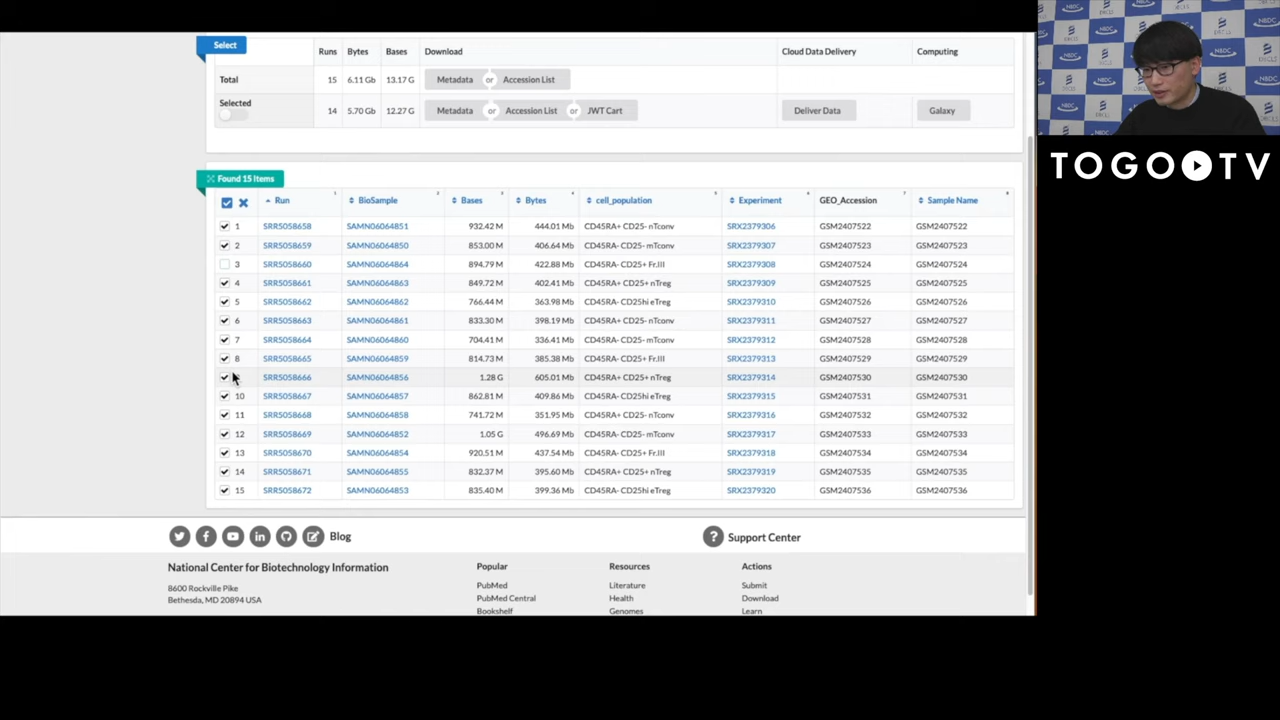 Select
Runs Bytes Bases Download Cloud Data Delivery Computing
Total 15 6.11 Gb 13.17 G Metadata or Accession List
Selected 14 5.70 Gb 12.27 G Metadata or Accession List or JWT Cart Deliver Data Galaxy
Found 15 Items
Run 1 BioSample 2 Bases 3 Bytes 4 cell_population 5 Experiment 6 GEO_Accession 7 Sample Name 8
1 SRR5058658 SAMN06064851 932.42 M 444.01 Mb CD45RA+ CD25- nTconv SRX2379306 GSM2407522 GSM2407522
2 SRR5058659 SAMN06064850 853.00 M 406.64 Mb CD45RA- CD25- mTconv SRX2379307 GSM2407523 GSM2407523
3 SRR5058660 SAMN06064864 894.79 M 422.88 Mb CD45RA- CD25+ Fr.III SRX2379308 GSM2407524 GSM2407524
4 SRR5058661 SAMN06064863 849.72 M 402.41 Mb CD45RA+ CD25+ nTreg SRX2379309 GSM2407525 GSM2407525
5 SRR5058662 SAMN06064862 766.44 M 363.98 Mb CD45RA- CD25hi eTreg SRX2379310 GSM2407526 GSM2407526
6 SRR5058663 SAMN06064861 833.30 M 398.19 Mb CD45RA+ CD25- nTconv SRX2379311 GSM2407527 GSM2407527
7 SRR5058664 SAMN06064860 704.41 M 336.41 Mb CD45RA- CD25- mTconv SRX2379312 GSM2407528 GSM2407528
8 SRR5058665 SAMN06064859 814.73 M 385.38 Mb CD45RA- CD25+ Fr.III SRX2379313 GSM2407529 GSM2407529
SRR5058666 SAMN06064856 1.28 G 605.01 Mb CD45RA+ CD25+ nTreg SRX2379314 GSM2407530 GSM2407530
10 SRR5058667 SAMN06064857 862.81 M 409.86 Mb CD45RA- CD25hi eTreg SRX2379315 GSM2407531 GSM2407531
11 SRR5058668 SAMN06064858 741.72 M 351.95 Mb CD45RA+ CD25- nTconv SRX2379316 GSM2407532 GSM2407532
12 SRR5058669 SAMN06064852 1.05 G 496.69 Mb CD45RA- CD25- mTconv SRX2379317 GSM2407533 GSM2407533
13 SRR5058670 SAMN06064854 920.51 M 437.54 Mb CD45RA- CD25+ Fr.III SRX2379318 GSM2407534 GSM2407534
14 SRR5058671 SAMN06064855 832.37 M 395.60 Mb CD45RA+ CD25+ nTreg SRX2379319 GSM2407535 GSM2407535
15 SRR5058672 SAMN06064853 835.40 M 399.36 Mb CD45RA- CD25hi eTreg SRX2379320 GSM2407536 GSM2407536
Blog
Support Center
National Center for Biotechnology Information
8600 Rockville Pike
Bethesda, MD 20894 USA
Popular
PubMed
PubMed Central
Bookshelf
Resources
Literature
Health
Genomes
Actions
Submit
Download
Learn
NBDC
TOGO TV